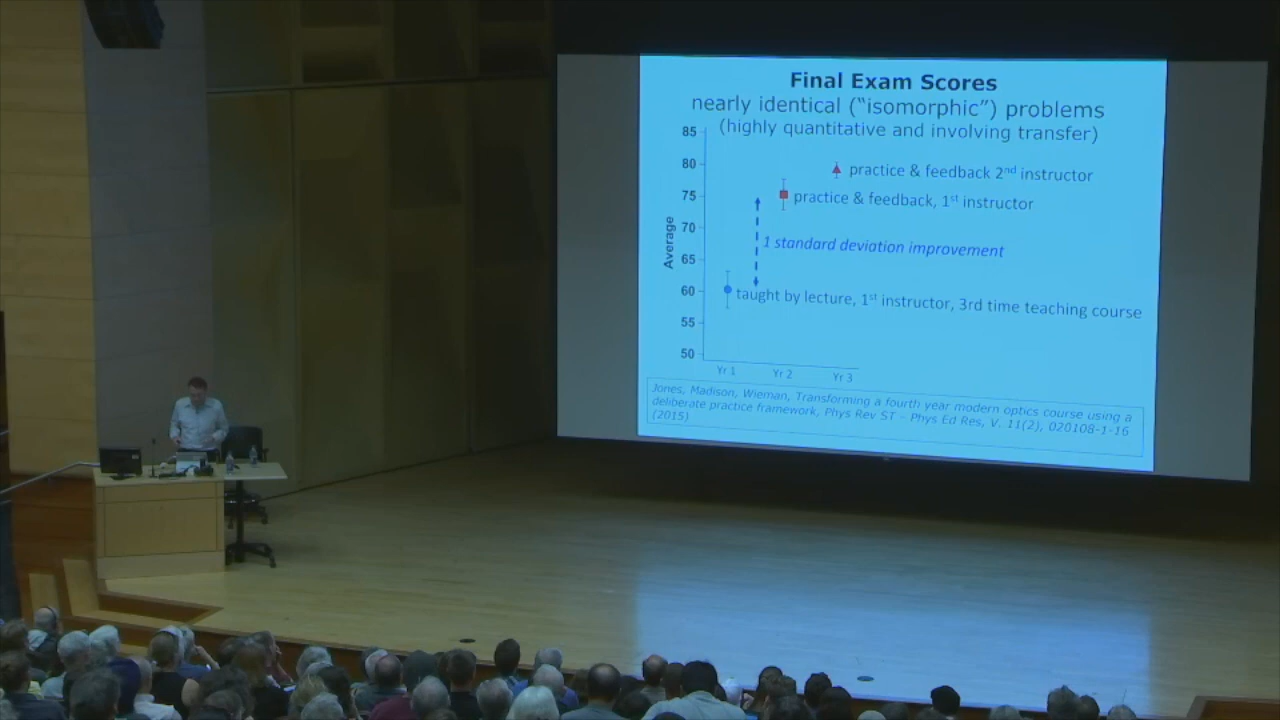 Final Exam Scores
nearly identical (“isomorphic”) problems
(highly quantitative and involving transfer)
85
80
75
70
65
60
55
50
Average
practice & feedback 2nd instructor
practice & feedback, 1st instructor
1 standard deviation improvement
taught by lecture, 1st instructor, 3rd time teaching course
Yr 1
Yr 2
Yr 3
Jones, Madison, Wieman, Transforming a fourth year modern optics course using a
deliberate practice framework, Phys Rev ST – Phys Ed Res, V. 11(2), 020108-1-16
(2015)